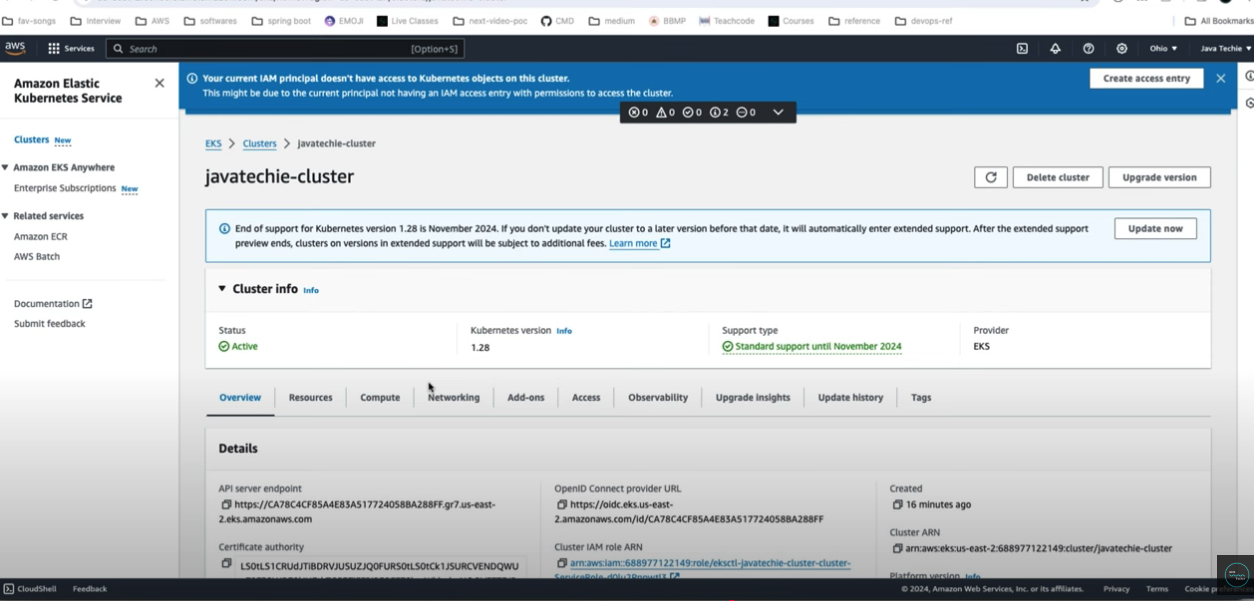 fav-songs Interview AWS softwares spring boot EMOJI Live Classes next-video-poc CMD medium BBMP Teachcode Courses reference devops-ref All Bookmarks
aws Services Search [Option+S] Ohio Java Techie
Amazon Elastic
Kubernetes Service
Clusters New
Amazon EKS Anywhere
Enterprise Subscriptions New
Related services
Amazon ECR
AWS Batch
Documentation
Submit feedback
Your current IAM principal doesn't have access to Kubernetes objects on this cluster.
This might be due to the current principal not having an IAM access entry with permissions to access the cluster.
Create access entry
0 0 0 2 0
EKS > Clusters > javatechie-cluster
javatechie-cluster
Delete cluster Upgrade version
End of support for Kubernetes version 1.28 is November 2024. If you don't update your cluster to a later version before that date, it will automatically enter extended support. After the extended support
preview ends, clusters on versions in extended support will be subject to additional fees. Learn more
Update now
Cluster info Info
Status
Active
Kubernetes version Info
1.28
Support type
Standard support until November 2024
Provider
EKS
Overview Resources Compute Networking Add-ons Access Observability Upgrade insights Update history Tags
Details
API server endpoint
https://CA78C4CF85A4E83A517724058BA288FF.gr7.us-east-
2.eks.amazonaws.com
Certificate authority
OpenID Connect provider URL
https://oidc.eks.us-east-
2.amazonaws.com/id/CA78C4CF85A4E83A517724058BA288FF
Cluster IAM role ARN
arn:aws:iam::688977122149:role/eksctl-javatechie-cluster-cluster-
Created
16 minutes ago
Cluster ARN
arn:aws:eks:us-east-2:688977122149:cluster/javatechie-cluster
Platform version Info
CloudShell Feedback © 2024, Amazon Web Services, Inc. or its affiliates. Privacy Terms Cookie